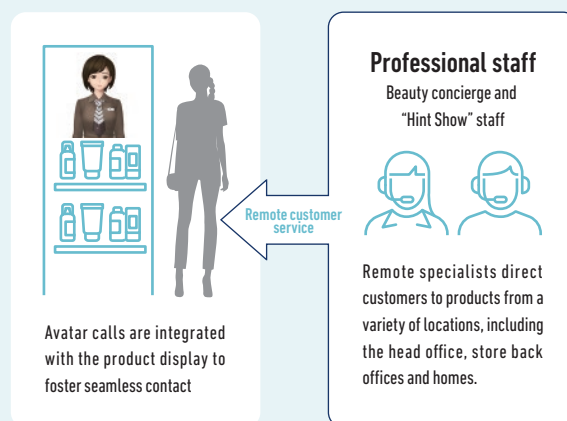 Avatar calls are integrated
with the product display to
foster seamless contact
Remote customer
service
Professional staff
Beauty concierge and
“Hint Show” staff
Remote specialists direct
customers to products from a
variety of locations, including
the head office, store back
offices and homes.